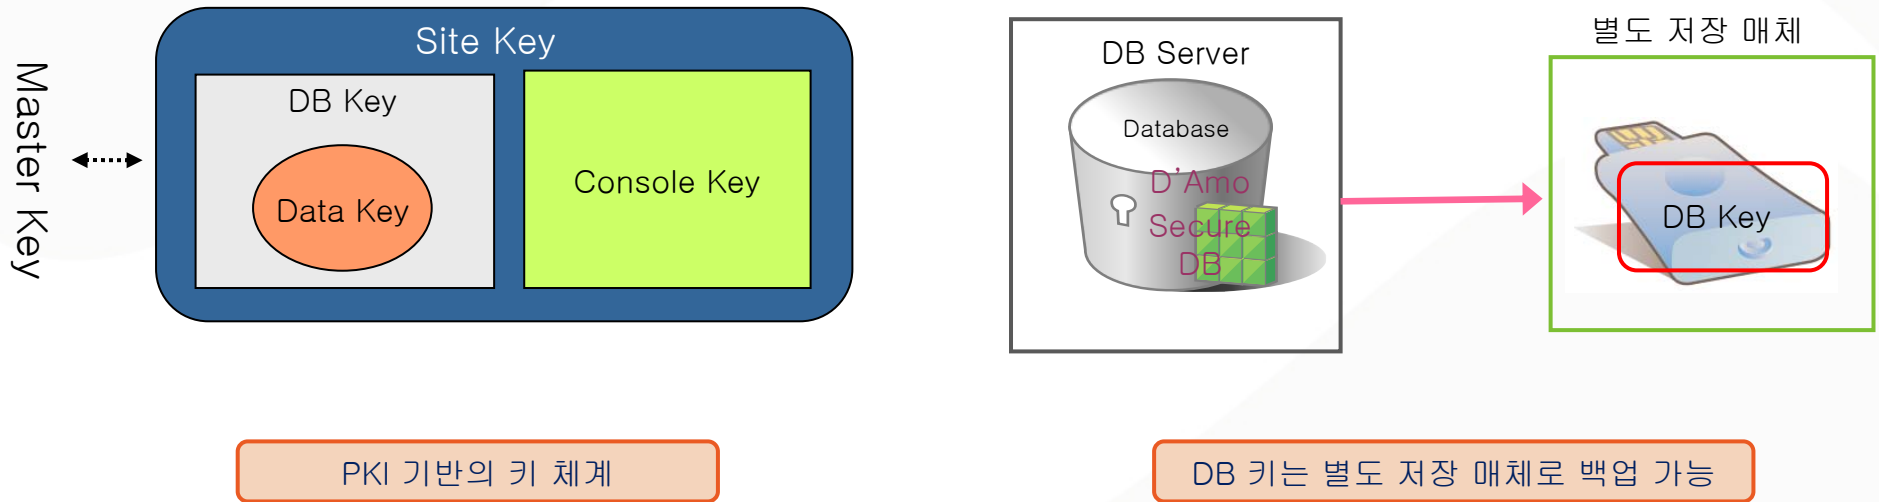 Master Key
Site Key
DB Key
Data Key
Console Key
PKI 기반의 키 체계
DB Server
Database
D'Amo
Secure
DB
별도 저장 매체
DB Key
DB 키는 별도 저장 매체로 백업 가능